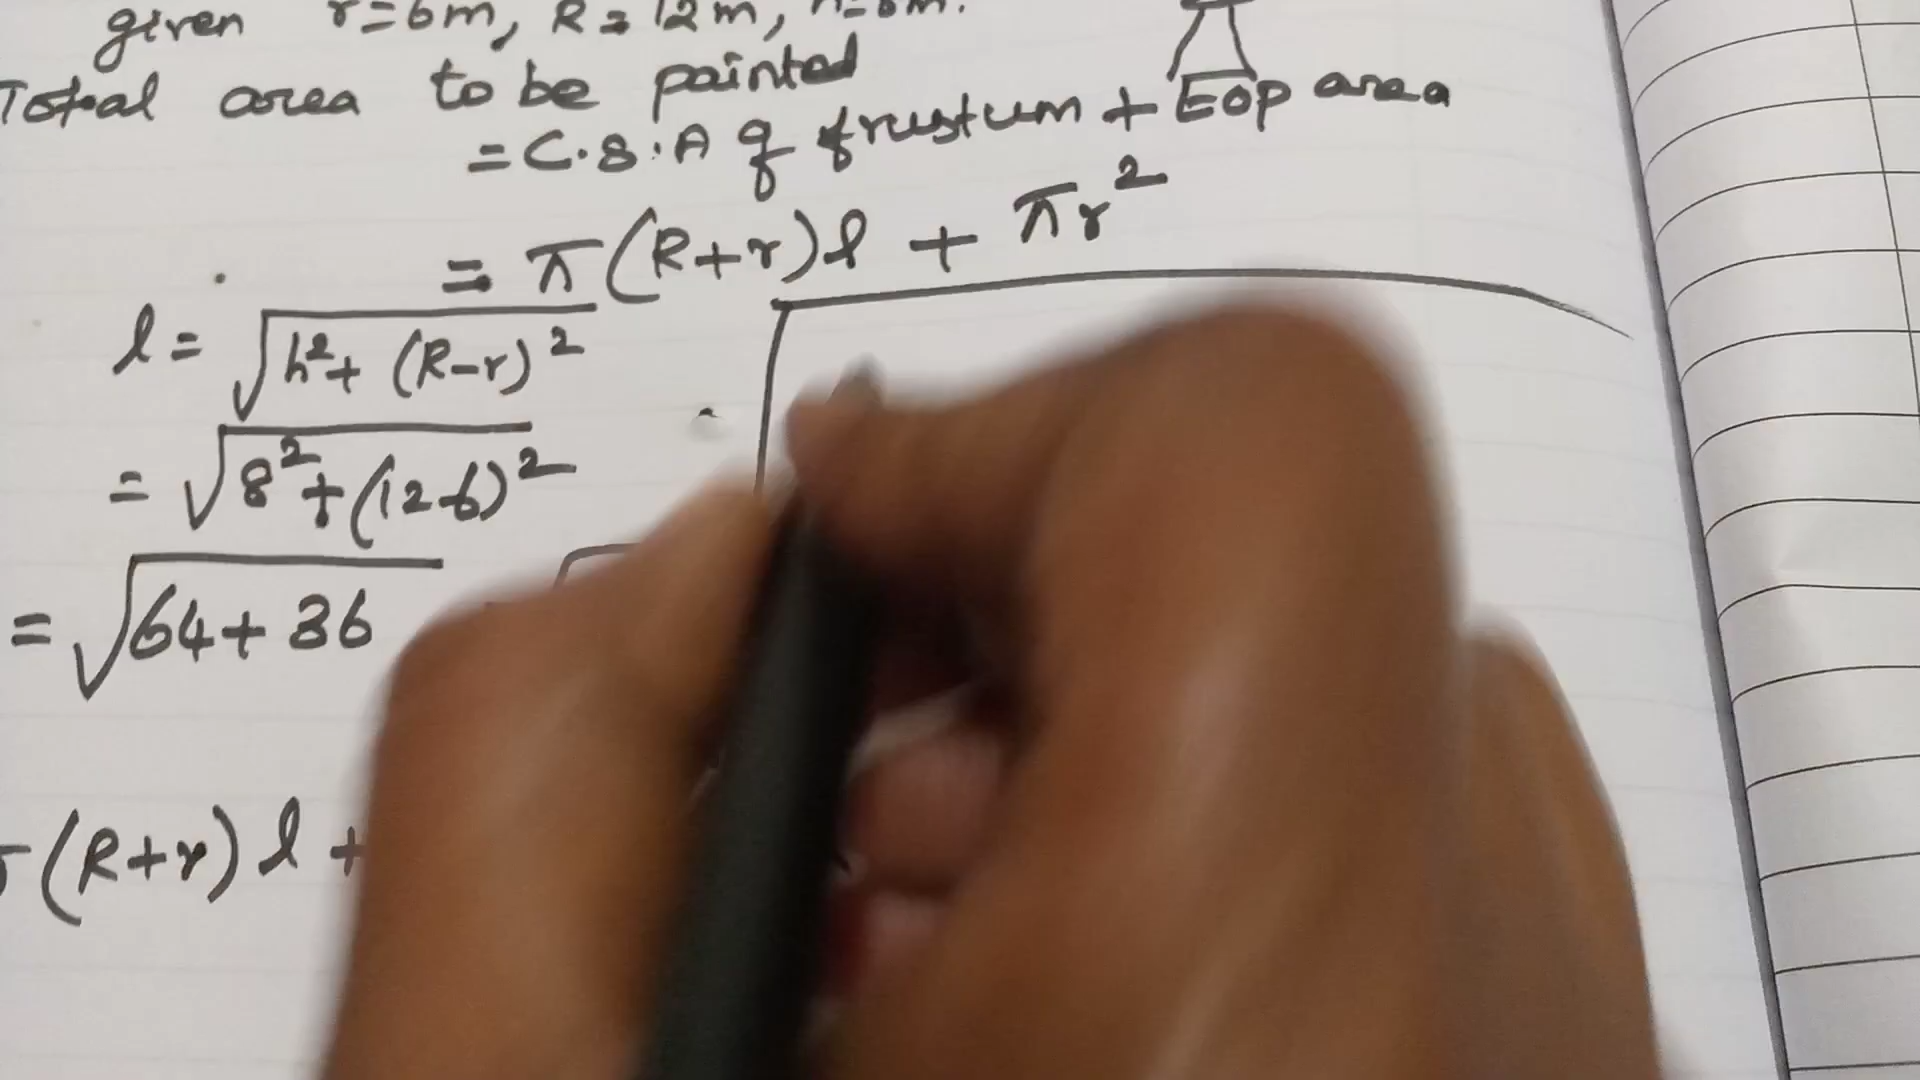 given r=6m, R=12m, h=8m.
Total area to be painted
=C.S.A of frustum + Top area
= π(R+r)l + πr²
l = √h²+ (R-r)²
= √8²+(12-6)²
= √64+36
π(R+r)l +